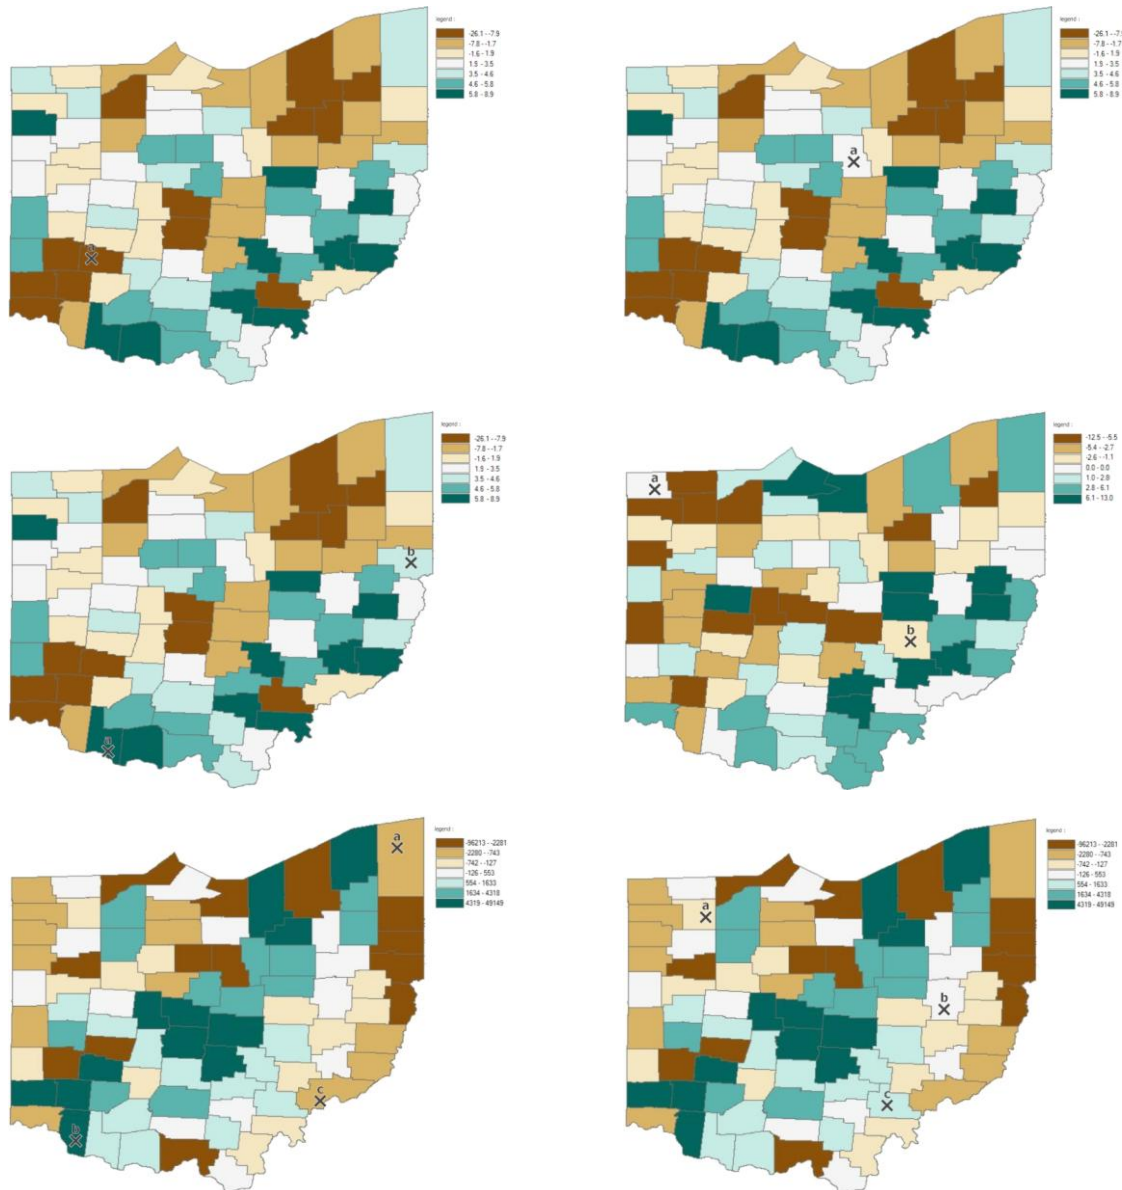 legend :
-26.1 - -7.9
-7.8 - -1.7
-1.6 - 1.9
1.9 - 3.5
3.5 - 4.6
4.6 - 5.8
5.8 - 8.9
a
legend :
-26.1 - -7.9
-7.8 - -1.7
-1.6 - 1.9
1.9 - 3.5
3.5 - 4.6
4.6 - 5.8
5.8 - 8.9
a
legend :
-26.1 - -7.9
-7.8 - -1.7
-1.6 - 1.9
1.9 - 3.5
3.5 - 4.6
4.6 - 5.8
5.8 - 8.9
b
a
legend :
-12.5 - -5.5
-5.4 - -2.7
-2.6 - -1.1
0.0 - 0.0
1.0 - 2.8
2.8 - 6.1
6.1 - 13.0
a
b
legend :
-96213 - -2281
-2280 - -743
-742 - -127
-126 - 553
554 - 1633
1634 - 4318
4319 - 49149
a
c
b
legend :
-96213 - -2281
-2280 - -743
-742 - -127
-126 - 553
554 - 1633
1634 - 4318
4319 - 49149
a
b
c